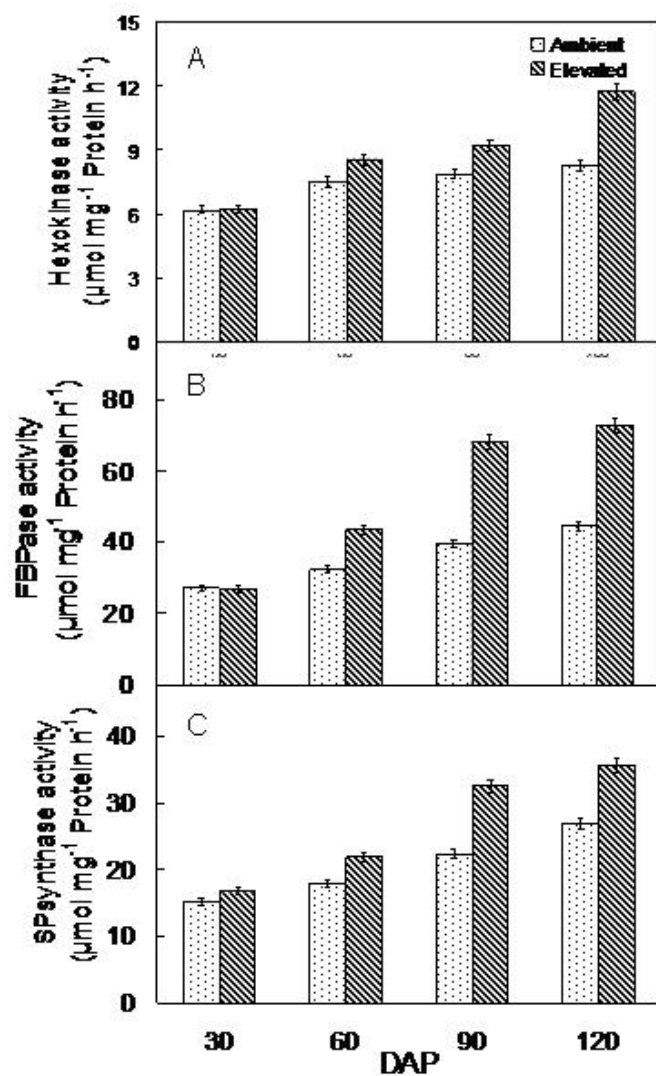 A
Ambient
Elevated
Hexokinase activity
(µmol mg⁻¹ Protein h⁻¹)
15
12
9
6
3
0
B
FBPase activity
(µmol mg⁻¹ Protein h⁻¹)
80
60
40
20
0
C
SPsynthase activity
(µmol mg⁻¹ Protein h⁻¹)
40
30
20
10
0
30 60 90 120
DAP